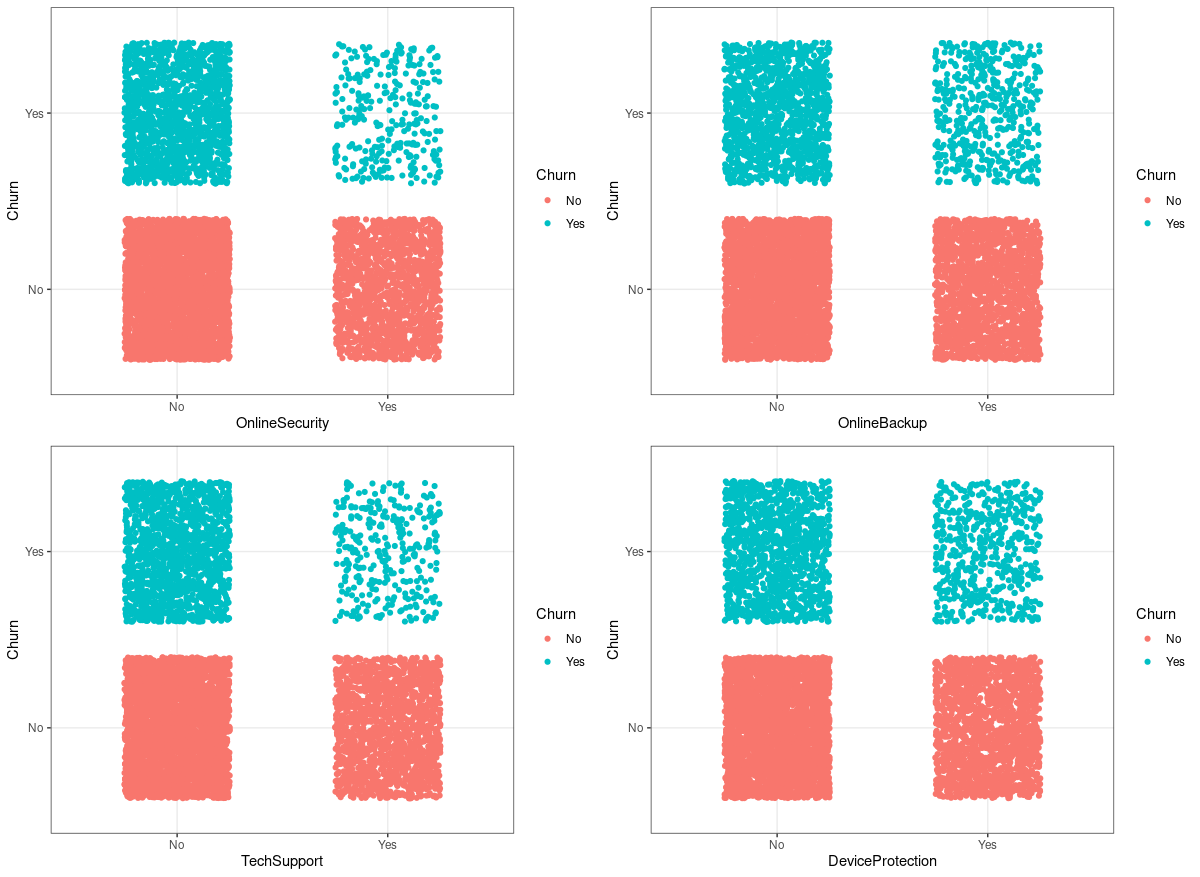 Churn
Yes
No
No Yes
OnlineSecurity
Churn
No
Yes
Churn
Yes
No
No Yes
OnlineBackup
Churn
No
Yes
Churn
Yes
No
No Yes
TechSupport
Churn
No
Yes
Churn
Yes
No
No Yes
DeviceProtection
Churn
No
Yes